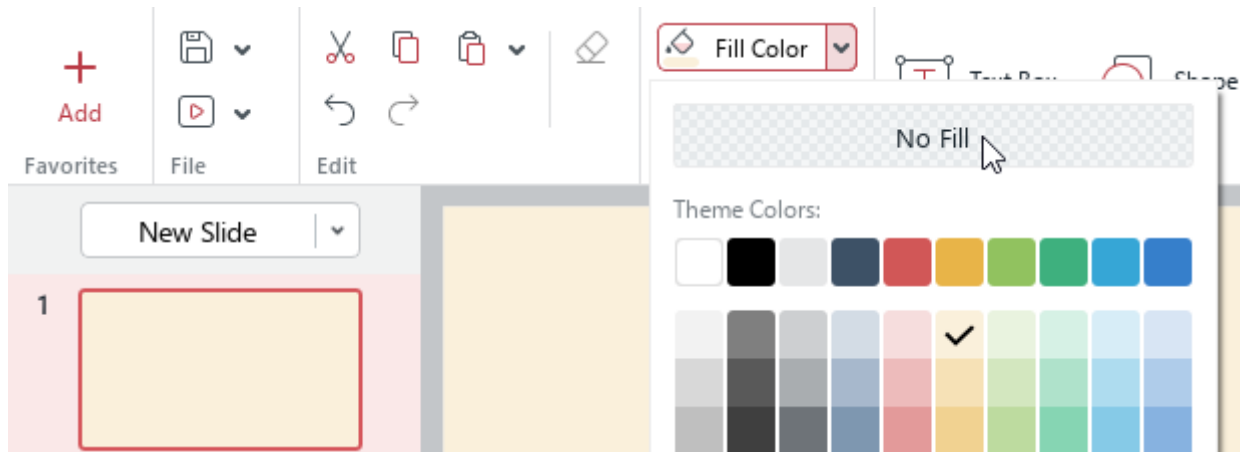 Add
Favorites
File
Edit
Fill Color
No Fill
Theme Colors:
New Slide
1